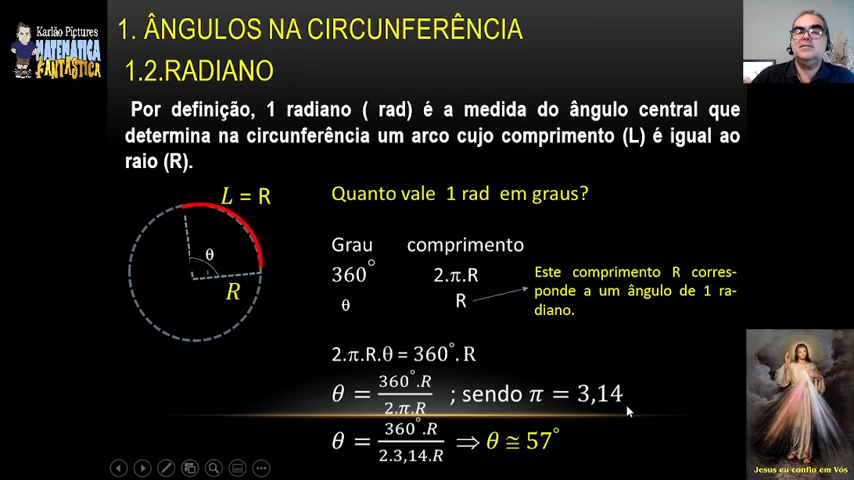 Karlão Pictures
MATEMÁTICA
FANTÁSTICA
1. ÂNGULOS NA CIRCUNFERÊNCIA
1.2.RADIANO
Por definição, 1 radiano ( rad) é a medida do ângulo central que
determina na circunferência um arco cujo comprimento (L) é igual ao
raio (R).
L = R
θ
R
Quanto vale 1 rad em graus?
Grau comprimento
360° 2.π.R
θ R
Este comprimento R corres-
ponde a um ângulo de 1 ra-
diano.
2.π.R.θ = 360°. R
θ = 360°.R / 2.π.R ; sendo π = 3,14
θ = 360°.R / 2.3,14.R ⇒ θ ≅ 57°
Jesus eu confio em Vós